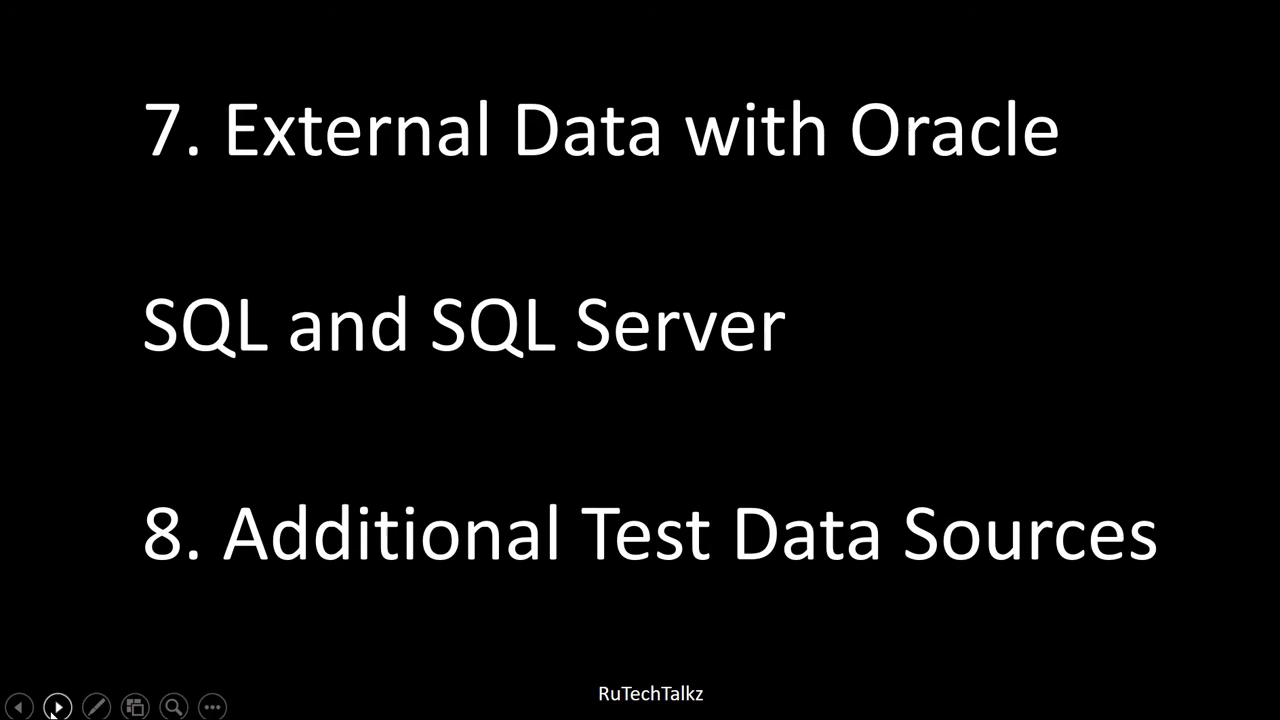 7. External Data with Oracle
SQL and SQL Server
8. Additional Test Data Sources
RuTechTalkz